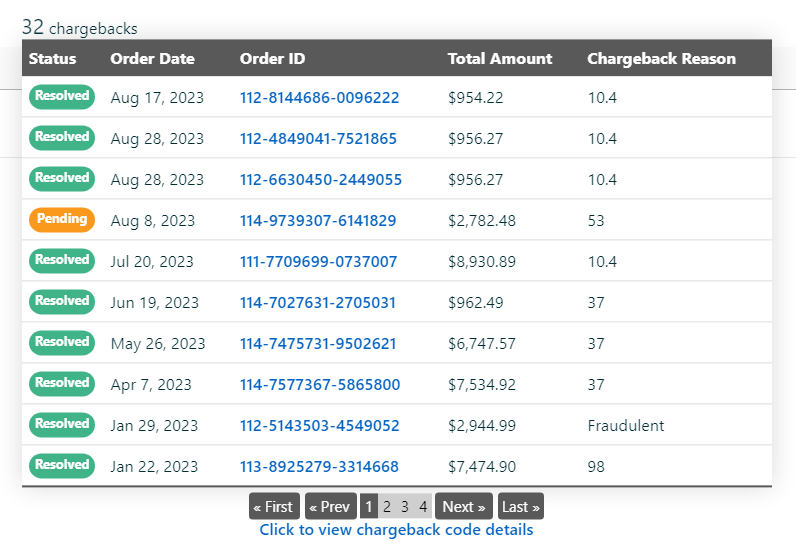 32 chargebacks
Status Order Date Order ID Total Amount Chargeback Reason
Resolved Aug 17, 2023 112-8144686-0096222 $954.22 10.4
Resolved Aug 28, 2023 112-4849041-7521865 $956.27 10.4
Resolved Aug 28, 2023 112-6630450-2449055 $956.27 10.4
Pending Aug 8, 2023 114-9739307-6141829 $2,782.48 53
Resolved Jul 20, 2023 111-7709699-0737007 $8,930.89 10.4
Resolved Jun 19, 2023 114-7027631-2705031 $962.49 37
Resolved May 26, 2023 114-7475731-9502621 $6,747.57 37
Resolved Apr 7, 2023 114-7577367-5865800 $7,534.92 37
Resolved Jan 29, 2023 112-5143503-4549052 $2,944.99 Fraudulent
Resolved Jan 22, 2023 113-8925279-3314668 $7,474.90 98
« First « Prev 1 2 3 4 Next » Last »
Click to view chargeback code details